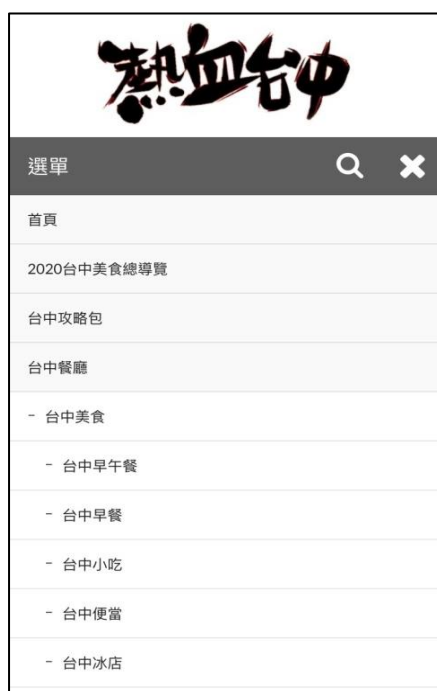 熱血台中
選單
首頁
2020台中美食總導覽
台中攻略包
台中餐廳
- 台中美食
- 台中早午餐
- 台中早餐
- 台中小吃
- 台中便當
- 台中冰店